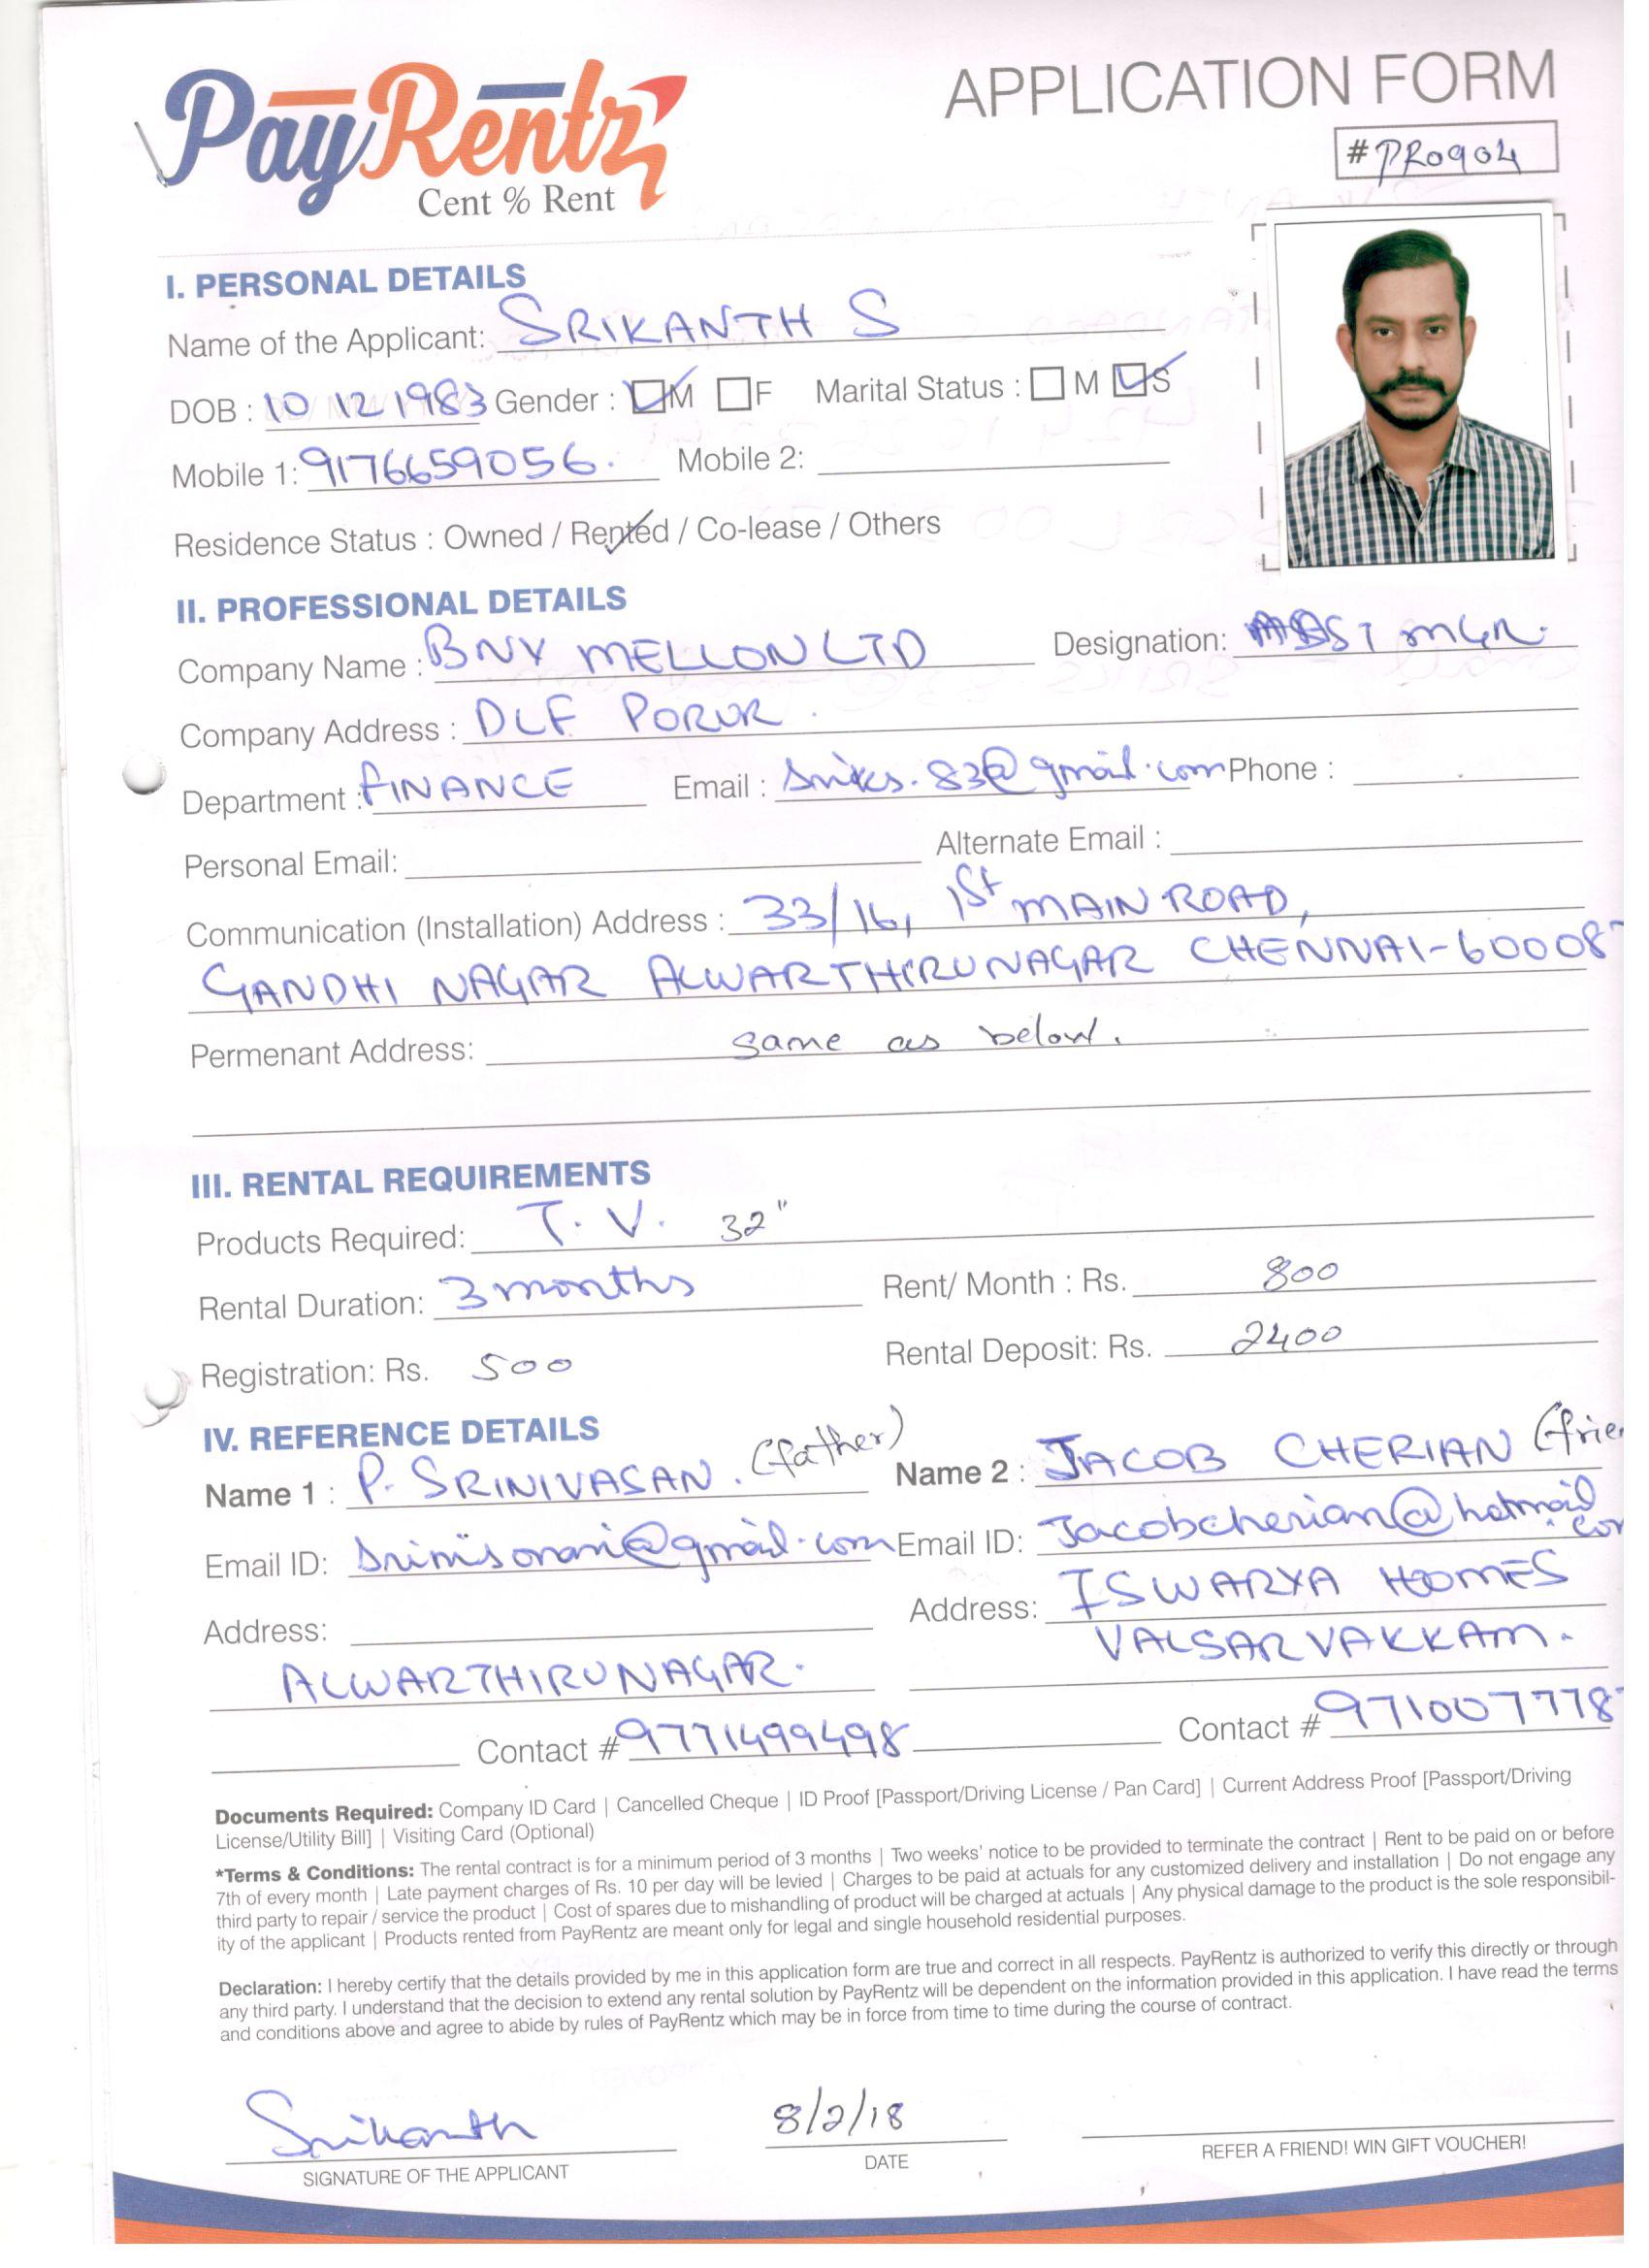 PayRentz
Cent % Rent
APPLICATION FORM
#PR0904
I. PERSONAL DETAILS
Name of the Applicant: SRIKANTH S
DOB : 10 12 1983 Gender : M F Marital Status : M S
Mobile 1: 9176659056. Mobile 2:
Residence Status : Owned / Rented / Co-lease / Others
II. PROFESSIONAL DETAILS
Company Name : BNY MELLON LTD Designation: MGR.
Company Address : DLF PORUR.
Department : FINANCE Email : sriks.83@gmail.com Phone :
Personal Email: Alternate Email :
Communication (Installation) Address : 33/16, 1st MAIN ROAD,
GANDHI NAGAR ALWARTHIRUNAGAR CHENNAI-60008
Permenant Address: same as below.
III. RENTAL REQUIREMENTS
Products Required: T.V. 32"
Rental Duration: 3 months Rent/ Month : Rs. 800
Registration: Rs. 500 Rental Deposit: Rs. 2400
IV. REFERENCE DETAILS
Name 1 : P. SRINIVASAN. (father) Name 2 : JACOB CHERIAN (frie
Email ID: Email ID: Jacobcherian@hotmail.com
Address: Address: ISWARYA HOMES
ALWARTHIRUNAGAR. VALSARVAKKAM.
Contact # 9771499498 Contact # 971007778
Documents Required: Company ID Card | Cancelled Cheque | ID Proof [Passport/Driving License / Pan Card] | Current Address Proof [Passport/Driving
License/Utility Bill] | Visiting Card (Optional)
*Terms & Conditions: The rental contract is for a minimum period of 3 months | Two weeks' notice to be provided to terminate the contract | Rent to be paid on or before
7th of every month | Late payment charges of Rs. 10 per day will be levied | Charges to be paid at actuals for any customized delivery and installation | Do not engage any
third party to repair / service the product | Cost of spares due to mishandling of product will be charged at actuals | Any physical damage to the product is the sole responsibil-
ity of the applicant | Products rented from PayRentz are meant only for legal and single household residential purposes.
Declaration: I hereby certify that the details provided by me in this application form are true and correct in all respects. PayRentz is authorized to verify this directly or through
any third party. I understand that the decision to extend any rental solution by PayRentz will be dependent on the information provided in this application. I have read the terms
and conditions above and agree to abide by rules of PayRentz which may be in force from time to time during the course of contract.
Srikanth 8/2/18
SIGNATURE OF THE APPLICANT DATE REFER A FRIEND! WIN GIFT VOUCHER!